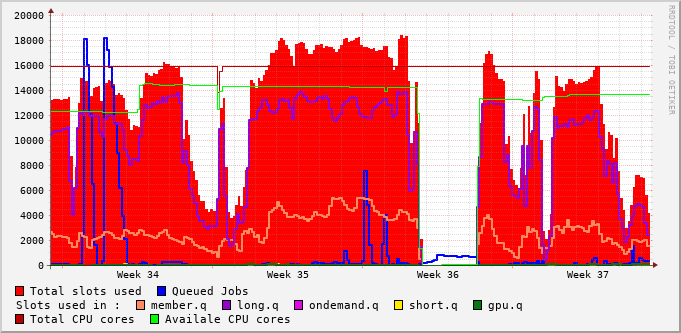 20000
18000
16000
14000
12000
10000
8000
6000
4000
2000
0
RRDTOOL / TOBI OETIKER
Week 34 Week 35 Week 36 Week 37
Total slots used Queued Jobs
Slots used in : member.q long.q ondemand.q short.q gpu.q
Total CPU cores Availale CPU cores